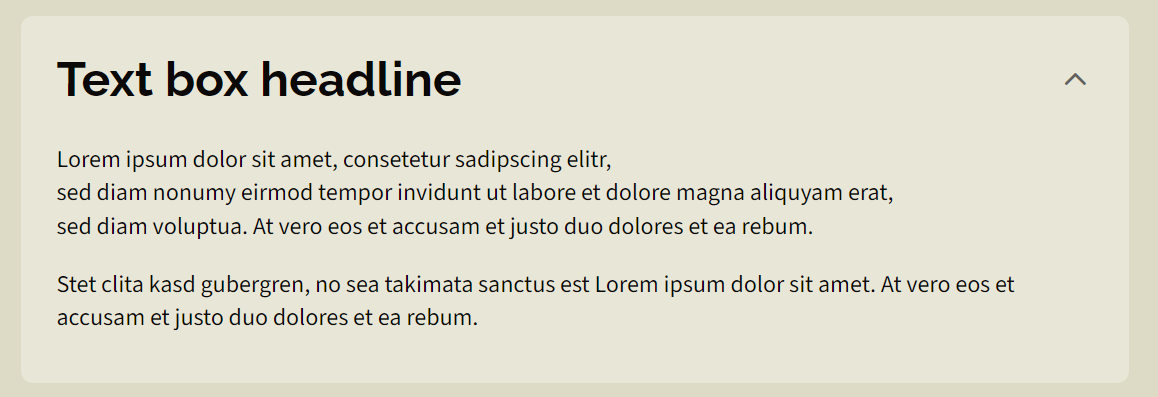 Text box headline
Lorem ipsum dolor sit amet, consetetur sadipscing elitr,
sed diam nonumy eirmod tempor invidunt ut labore et dolore magna aliquyam erat,
sed diam voluptua. At vero eos et accusam et justo duo dolores et ea rebum.
Stet clita kasd gubergren, no sea takimata sanctus est Lorem ipsum dolor sit amet. At vero eos et
accusam et justo duo dolores et ea rebum.